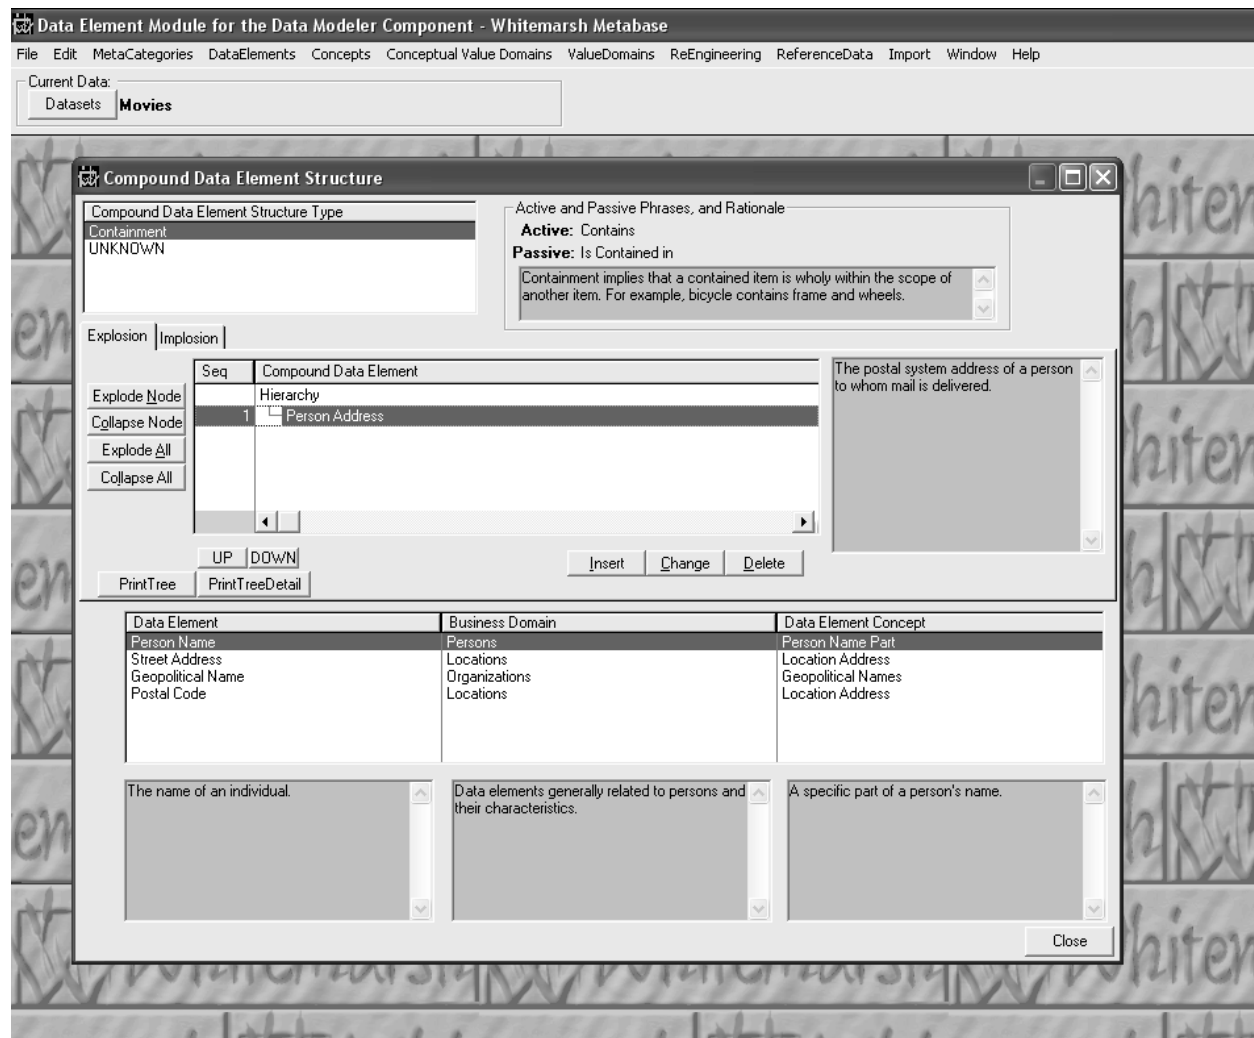 Data Element Module for the Data Modeler Component - Whitemarsh Metabase
File Edit MetaCategories DataElements Concepts Conceptual Value Domains ValueDomains ReEngineering ReferenceData Import Window Help
Current Data:
Datasets Movies
Compound Data Element Structure
Compound Data Element Structure Type
Containment
UNKNOWN
Active and Passive Phrases, and Rationale
Active: Contains
Passive: Is Contained in
Containment implies that a contained item is wholy within the scope of
another item. For example, bicycle contains frame and wheels.
Explosion Implosion
Explode Node
Collapse Node
Explode All
Collapse All
Seq Compound Data Element
Hierarchy
1 Person Address
The postal system address of a person
to whom mail is delivered.
UP DOWN
Insert Change Delete
PrintTree PrintTreeDetail
Data Element Business Domain Data Element Concept
Person Name Persons Person Name Part
Street Address Locations Location Address
Geopolitical Name Organizations Geopolitical Names
Postal Code Locations Location Address
The name of an individual.
Data elements generally related to persons and
their characteristics.
A specific part of a person's name.
Close